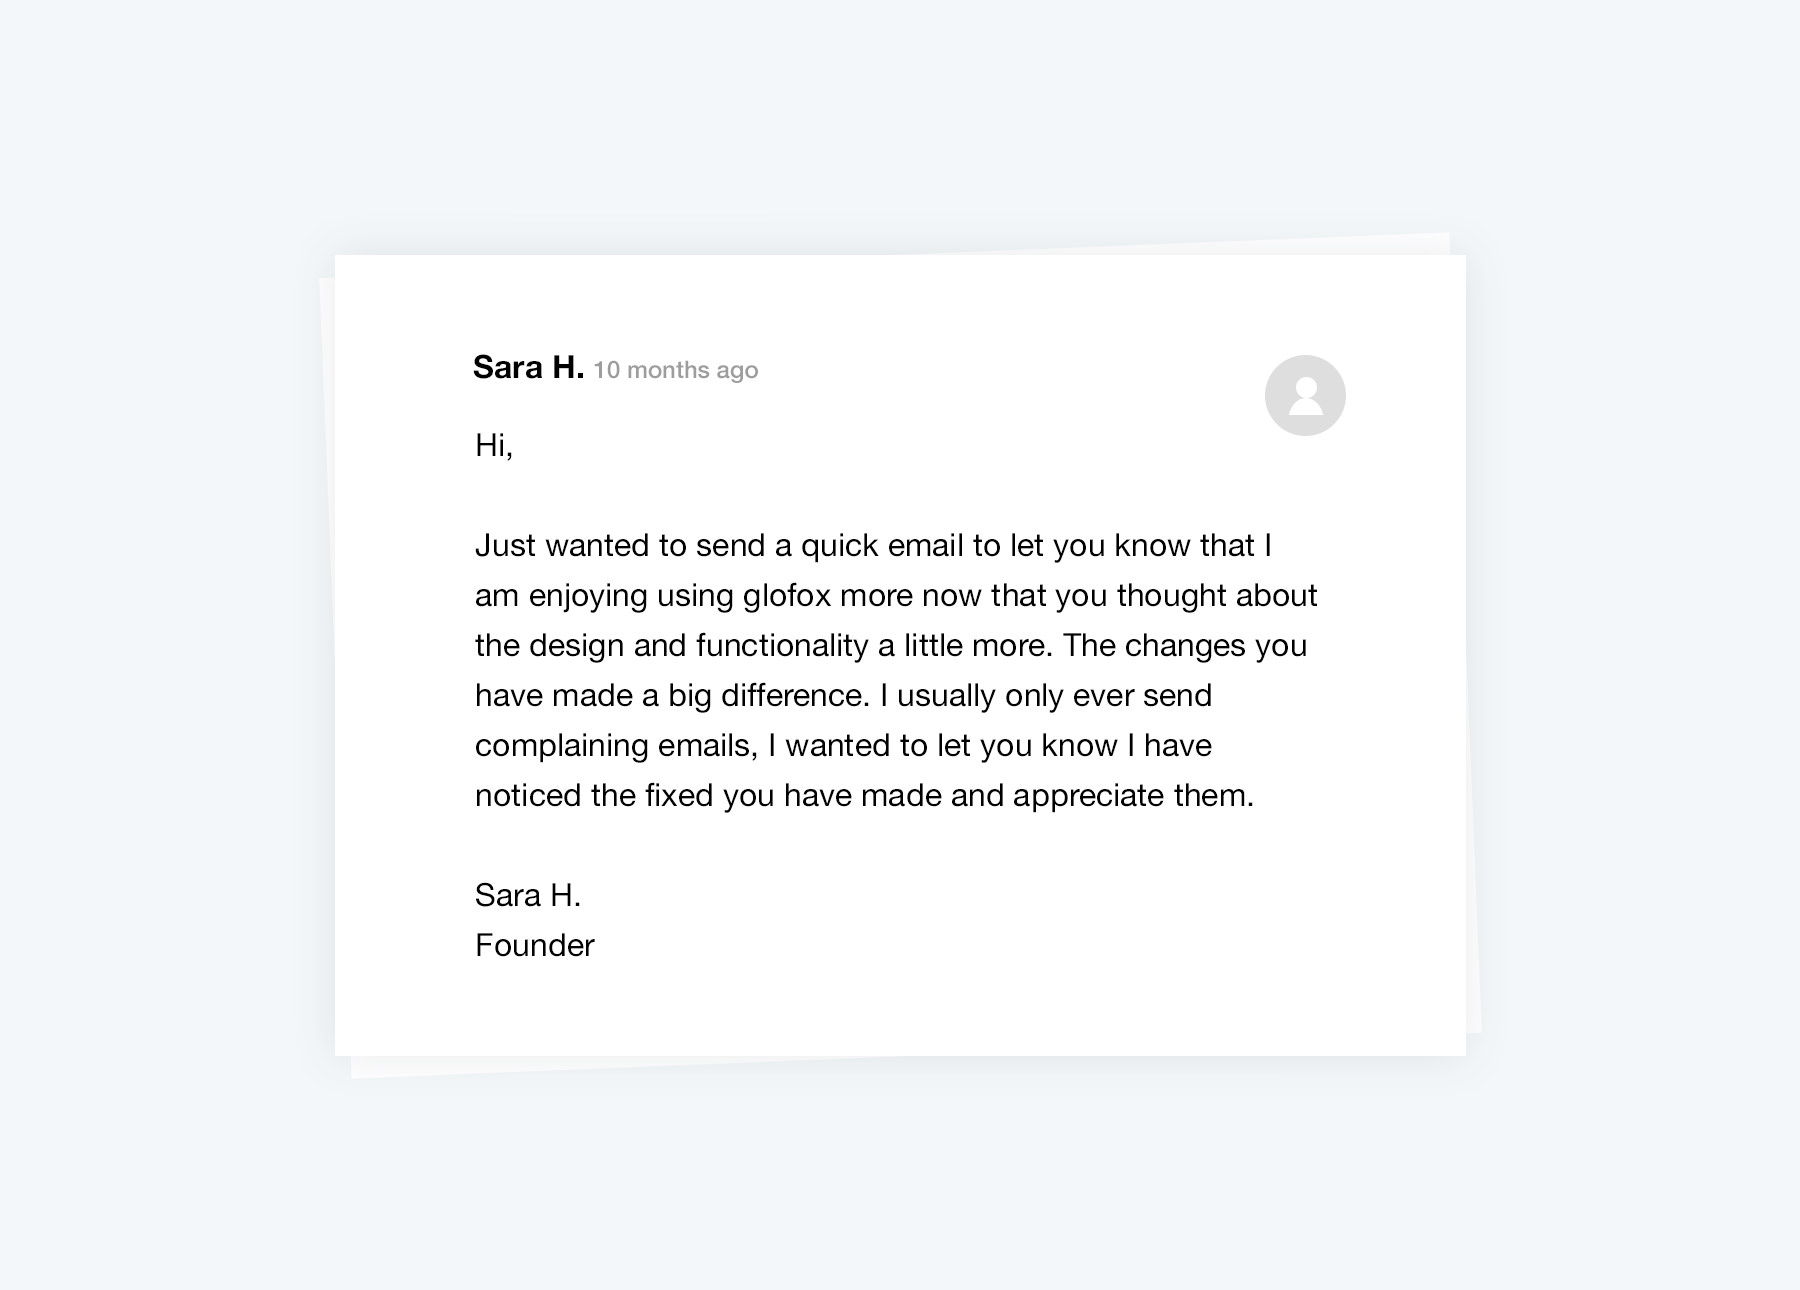 Sara H. 10 months ago
Hi,
Just wanted to send a quick email to let you know that I
am enjoying using glofox more now that you thought about
the design and functionality a little more. The changes you
have made a big difference. I usually only ever send
complaining emails, I wanted to let you know I have
noticed the fixed you have made and appreciate them.
Sara H.
Founder